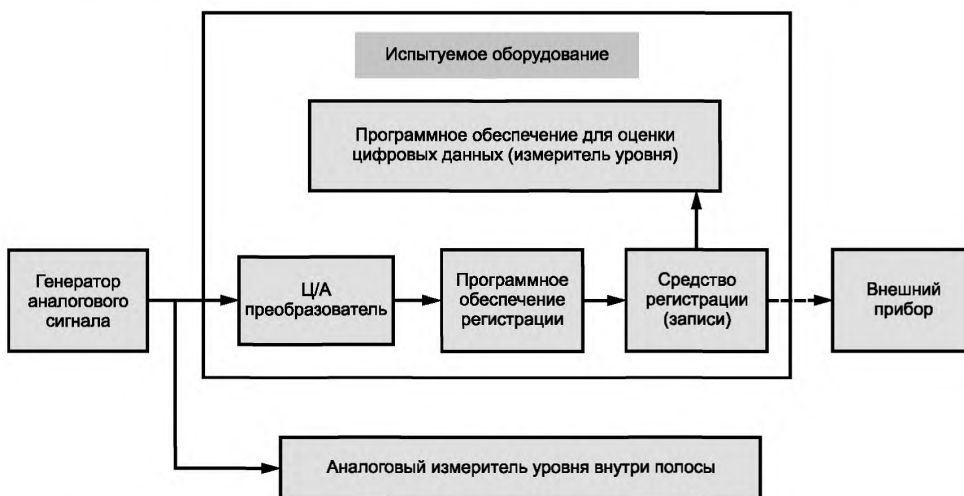 Испытуемое оборудование
Программное обеспечение для оценки
цифровых данных (измеритель уровня)
Генератор
аналогового
сигнала
Ц/А
преобразователь
Программное
обеспечение
регистрации
Средство
регистрации
(записи)
Внешний
прибор
Аналоговый измеритель уровня внутри полосы